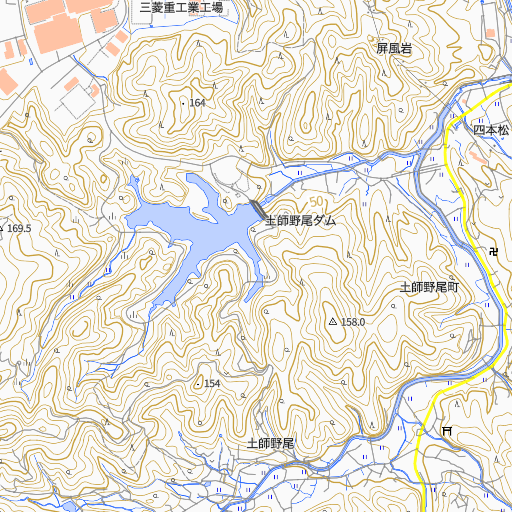 三菱重工業工場
屏風岩
164
四本松
土師野尾ダム
169.5
土師野尾町
158.0
154
土師野尾